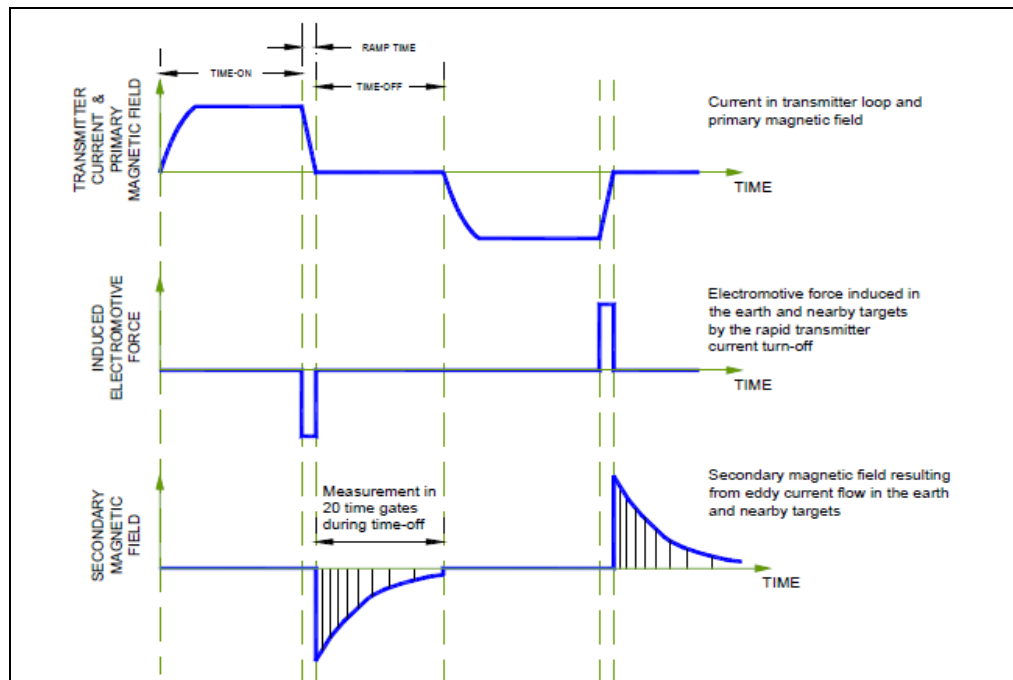 RAMP TIME
TIME-ON
TIME-OFF
TRANSMITTER
CURRENT &
PRIMARY
MAGNETIC FIELD
Current in transmitter loop and
primary magnetic field
TIME
INDUCED
ELECTROMOTIVE
FORCE
Electromotive force induced in
the earth and nearby targets
by the rapid transmitter
current turn-off
TIME
SECONDARY
MAGNETIC
FIELD
Measurement in
20 time gates
during time-off
Secondary magnetic field resulting
from eddy current flow in the earth
and nearby targets
TIME